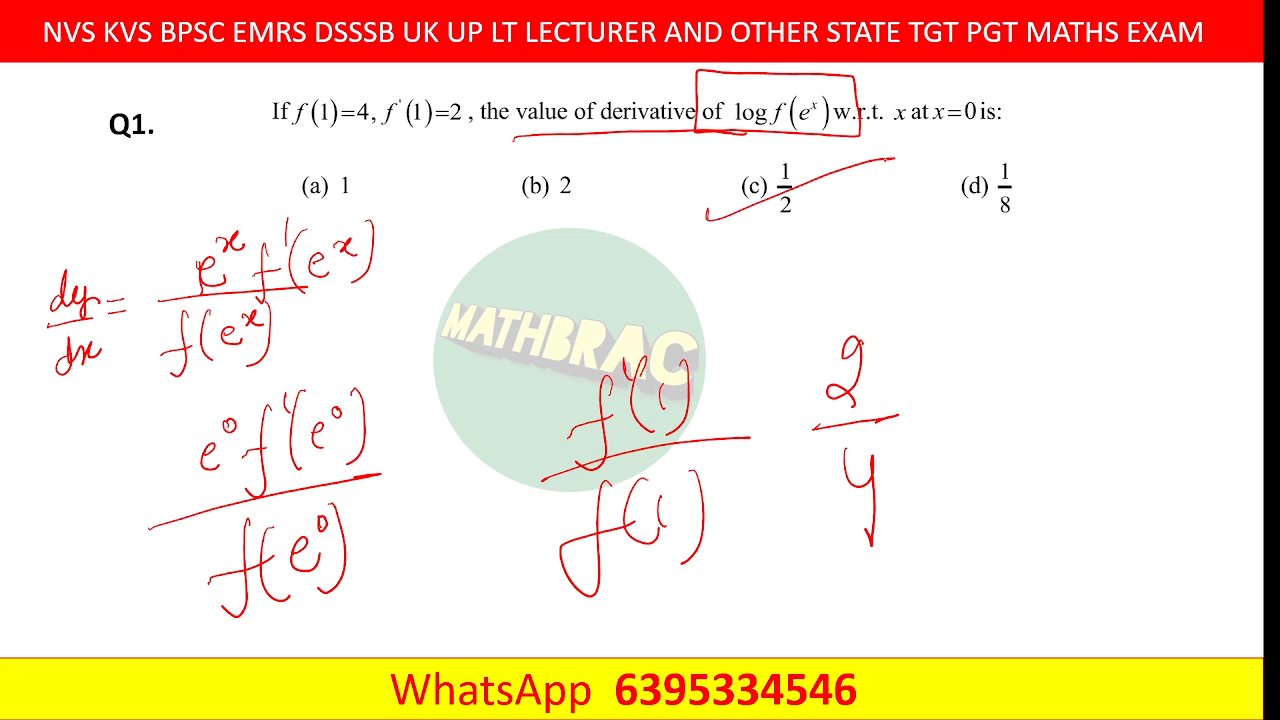 NVS KVS BPSC EMRS DSSSB UK UP LT LECTURER AND OTHER STATE TGT PGT MATHS EXAM
Q1. If f(1)=4, f'(1)=2, the value of derivative of log f(e^x) w.r.t. x at x=0 is:
(a) 1 (b) 2 (c) 1/2 (d) 1/8
dy/dx = e^x f'(e^x) / f(e^x)
MATHBRAC
e^0 f'(e^0) / f(e^0) f'(1) / f(1) 2/4
WhatsApp 6395334546